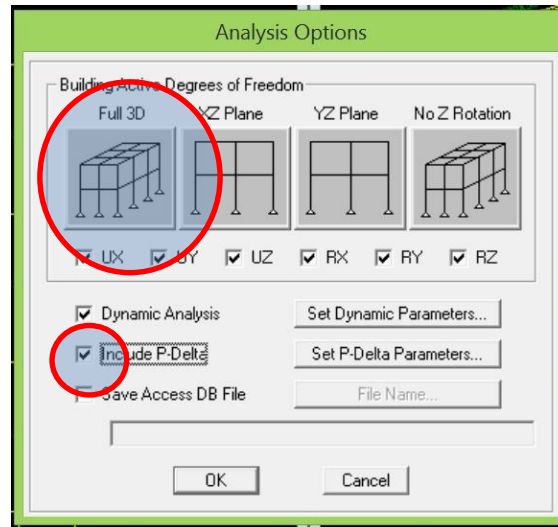 Analysis Options
Building Active Degrees of Freedom
Full 3D XZ Plane YZ Plane No Z Rotation
UX UY UZ RX RY RZ
Dynamic Analysis Set Dynamic Parameters...
Include P-Delta Set P-Delta Parameters...
Save Access DB File File Name...
OK Cancel